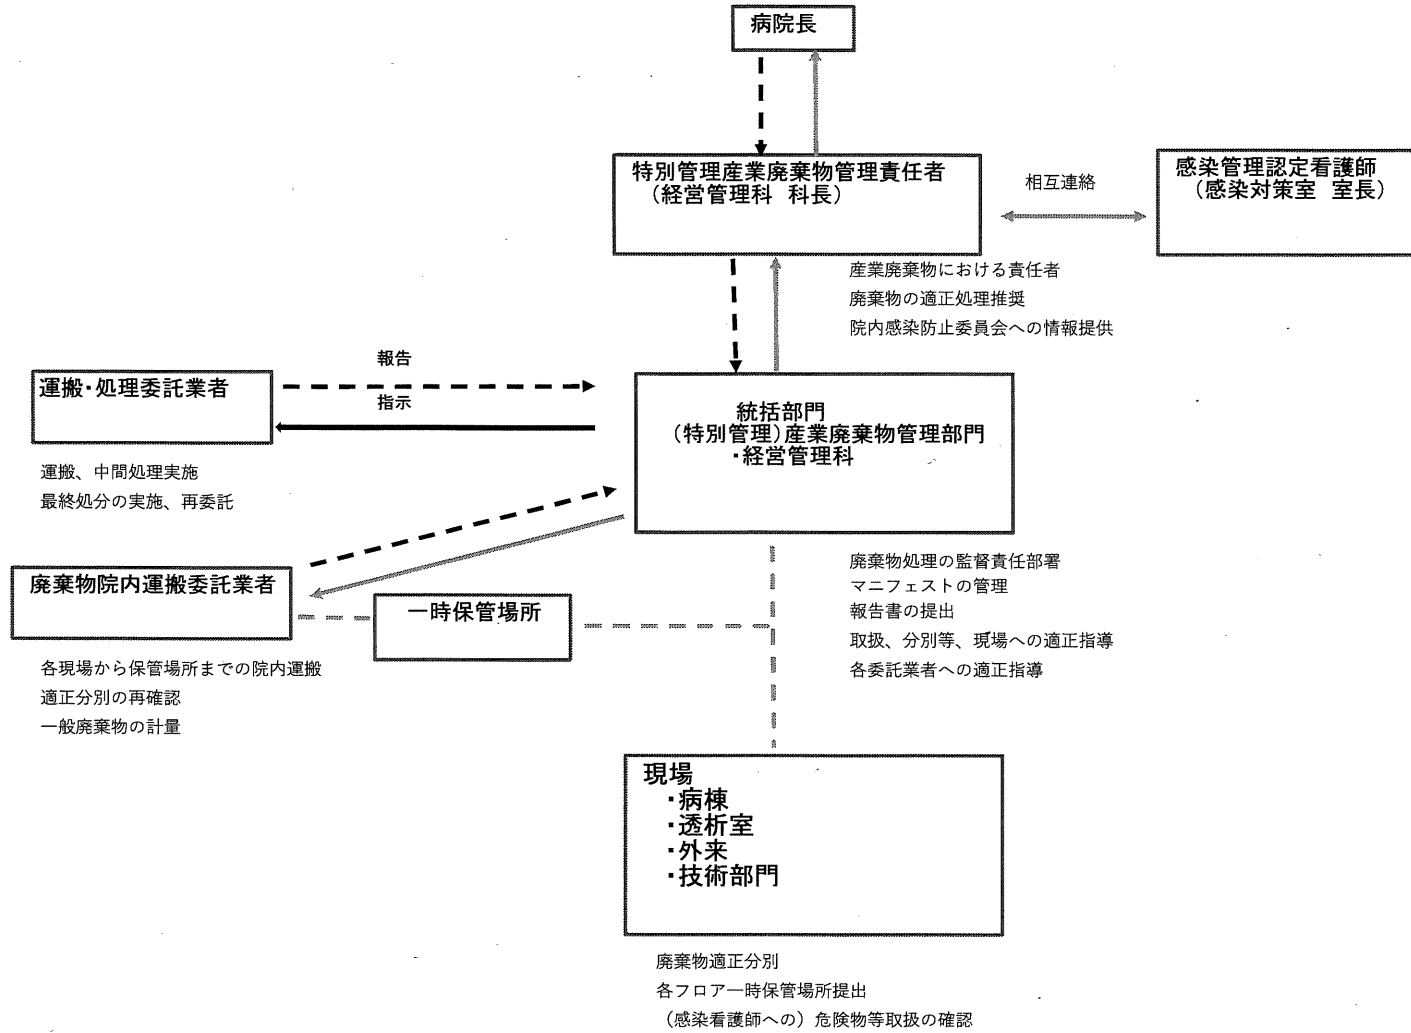 病院長
特別管理産業廃棄物管理責任者
（経営管理科　科長）
相互連絡
感染管理認定看護師
（感染対策室　室長）
産業廃棄物における責任者
廃棄物の適正処理推奨
院内感染防止委員会への情報提供
報告
指示
運搬・処理委託業者
運搬、中間処理実施
最終処分の実施、再委託
統括部門
（特別管理）産業廃棄物管理部門
・経営管理科
廃棄物処理の監督責任部署
マニフェストの管理
報告書の提出
取扱、分別等、現場への適正指導
各委託業者への適正指導
廃棄物院内運搬委託業者
一時保管場所
各現場から保管場所までの院内運搬
適正分別の再確認
一般廃棄物の計量
現場
・病棟
・透析室
・外来
・技術部門
廃棄物適正分別
各フロア一時保管場所提出
（感染看護師への）危険物等取扱の確認